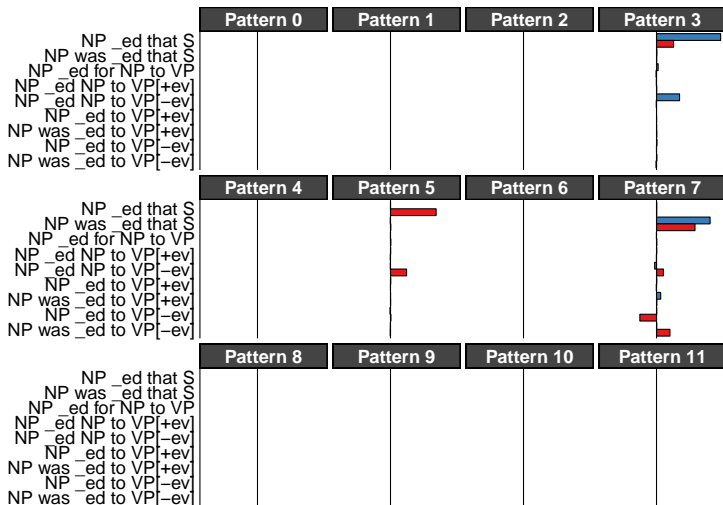 Pattern 0 Pattern 1 Pattern 2 Pattern 3
NP _ed that S
NP was _ed that S
NP _ed for NP to VP
NP _ed NP to VP[+ev]
NP _ed NP to VP[−ev]
NP _ed to VP[+ev]
NP was _ed to VP[+ev]
NP _ed to VP[−ev]
NP was _ed to VP[−ev]
Pattern 4 Pattern 5 Pattern 6 Pattern 7
NP _ed that S
NP was _ed that S
NP _ed for NP to VP
NP _ed NP to VP[+ev]
NP _ed NP to VP[−ev]
NP _ed to VP[+ev]
NP was _ed to VP[+ev]
NP _ed to VP[−ev]
NP was _ed to VP[−ev]
Pattern 8 Pattern 9 Pattern 10 Pattern 11
NP _ed that S
NP was _ed that S
NP _ed for NP to VP
NP _ed NP to VP[+ev]
NP _ed NP to VP[−ev]
NP _ed to VP[+ev]
NP was _ed to VP[+ev]
NP _ed to VP[−ev]
NP was _ed to VP[−ev]